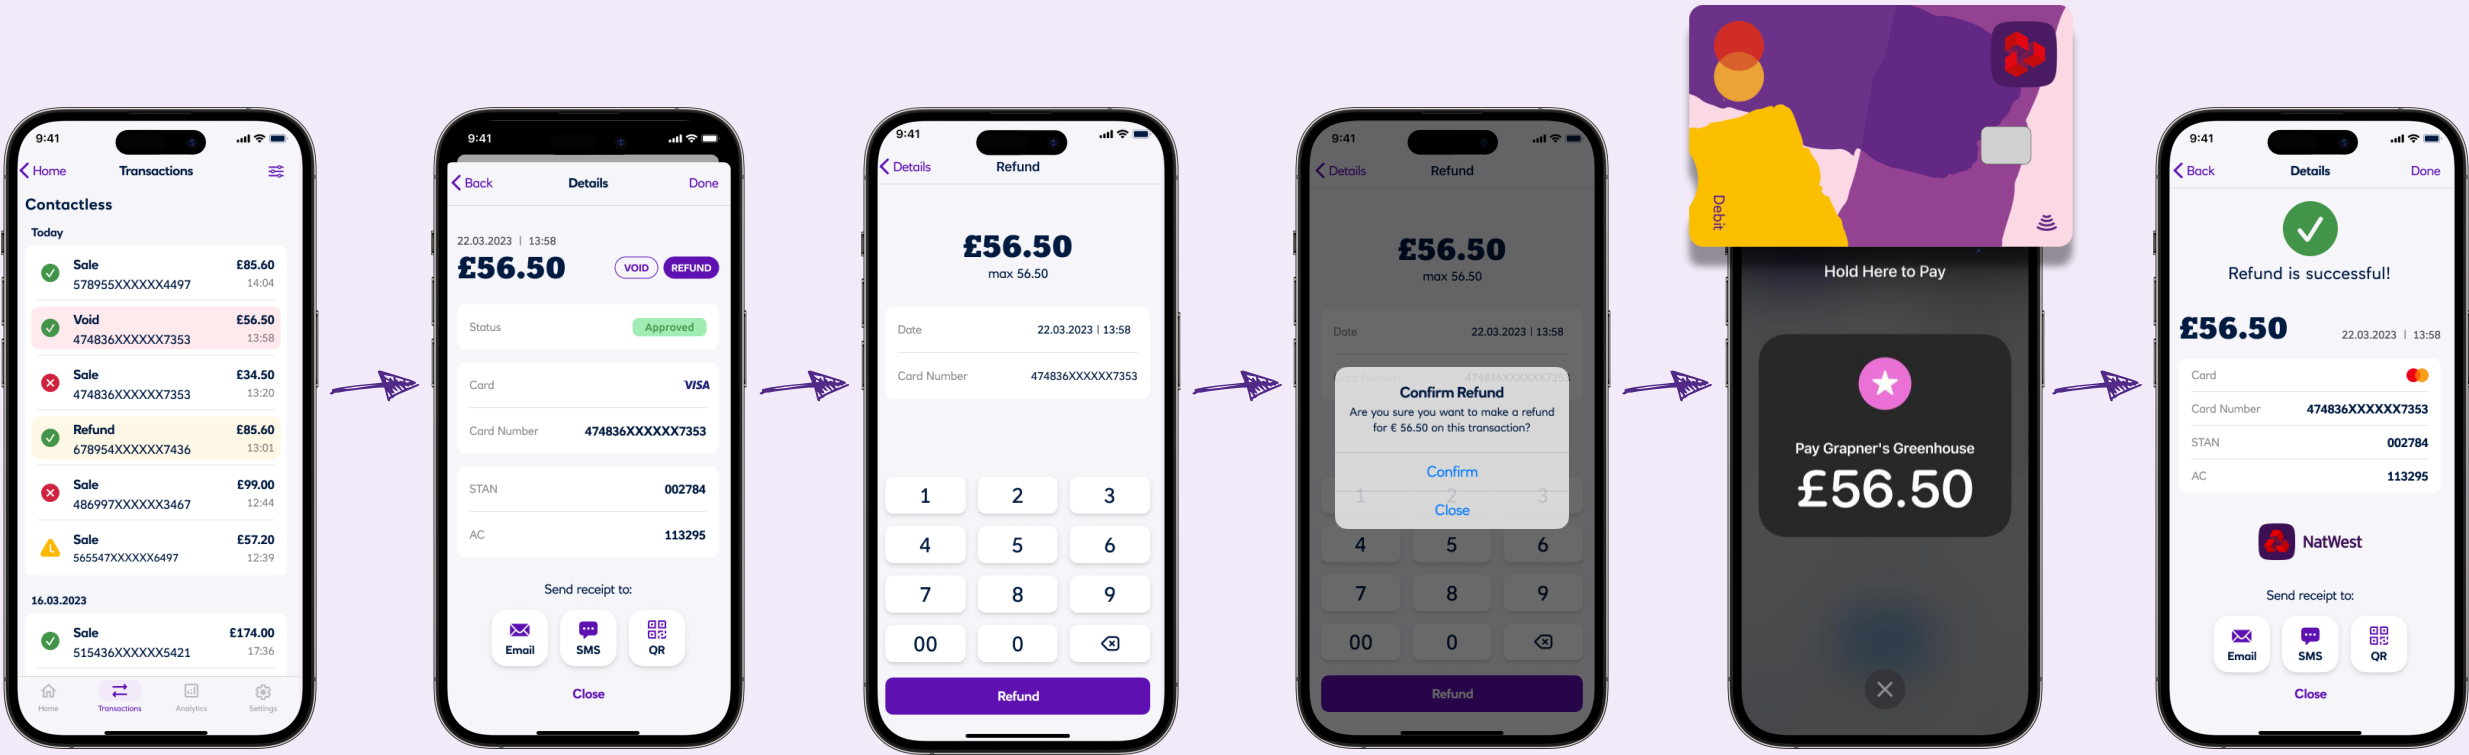 9:41
Home
Transactions
Contactless
Today
Sale £85.60
578955XXXXXX4497 14:04
Void £56.50
474836XXXXXX7353 13:58
Sale £34.50
474836XXXXXX7353 13:20
Refund £85.60
678954XXXXXX7436 13:01
Sale £99.00
486997XXXXXX3467 12:44
Sale £57.20
565547XXXXXX6497 12:39
16.03.2023
Sale £174.00
515436XXXXXX5421 17:36
Home Transactions Analytics Settings
9:41
Back Details Done
22.03.2023 | 13:58
£56.50 VOID REFUND
Status Approved
Card VISA
Card Number 474836XXXXXX7353
STAN 002784
AC 113295
Send receipt to:
Email SMS QR
Close
9:41
Details Refund
£56.50
max 56.50
Date 22.03.2023 | 13:58
Card Number 474836XXXXXX7353
1 2 3
4 5 6
7 8 9
00 0
Refund
9:41
Details Refund
£56.50
max 56.50
Date 22.03.2023 | 13:58
Card Number 474836XXXXXX7353
Confirm Refund
Are you sure you want to make a refund
for € 56.50 on this transaction?
Confirm
1 2 3
Close
4 5 6
7 8 9
00 0
Refund
Debit
Hold Here to Pay
Pay Grapner's Greenhouse
£56.50
9:41
Back Details Done
Refund is successful!
£56.50 22.03.2023 | 13:58
Card
Card Number 474836XXXXXX7353
STAN 002784
AC 113295
NatWest
Send receipt to:
Email SMS QR
Close